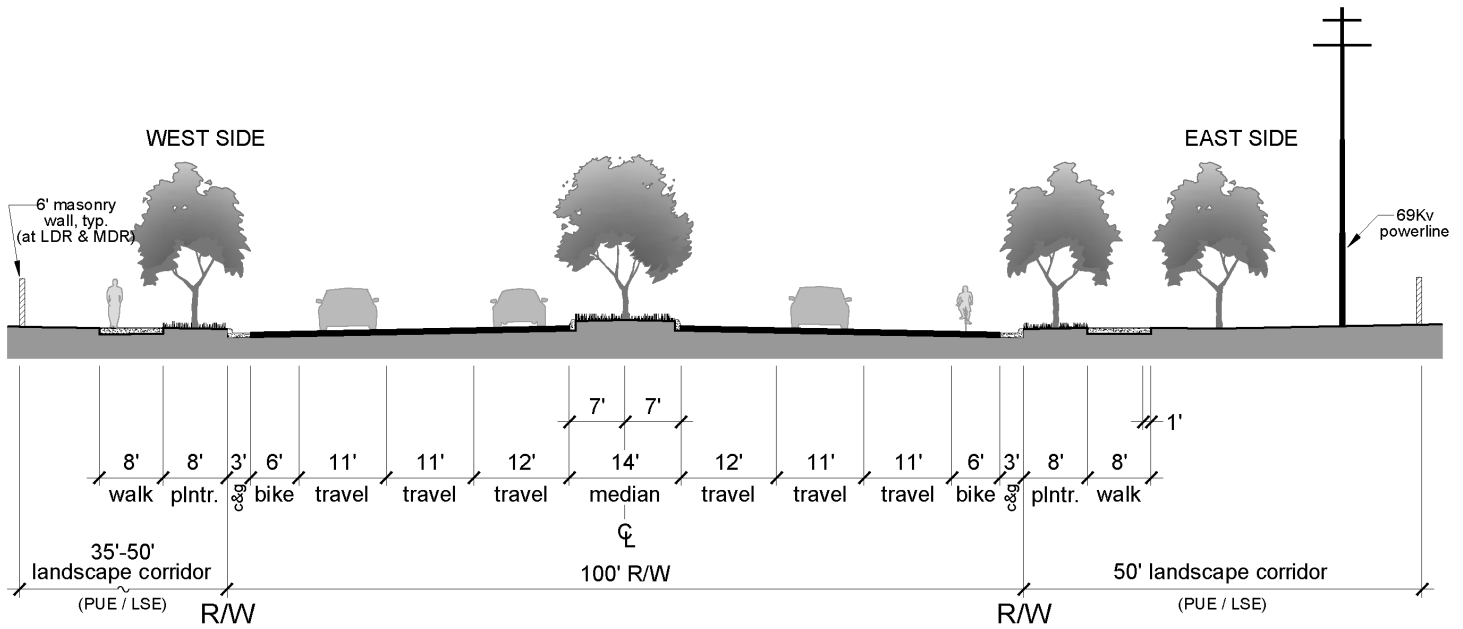 WEST SIDE
EAST SIDE
6' masonry
wall, typ.
(at LDR & MDR)
69Kv
powerline
7' 7'
1'
8' 8' 3' 6' 11' 11' 12' 14' 12' 11' 11' 6' 3' 8' 8'
walk plntr. c&g bike travel travel travel median travel travel travel bike c&g plntr. walk
℄
35'-50'
landscape corridor
(PUE / LSE)
100' R/W
50' landscape corridor
(PUE / LSE)
R/W
R/W